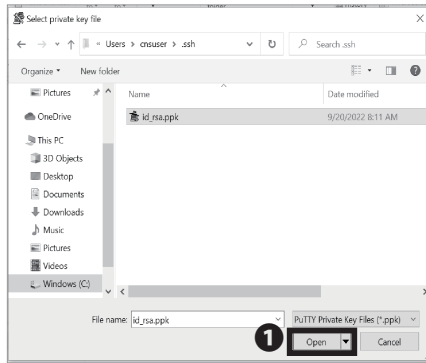 Select private key file
« Users > cnsuser > .ssh
Search .ssh
Organize
New folder
Name
Date modified
Pictures
id_rsa.ppk
9/20/2022 8:11 AM
OneDrive
This PC
3D Objects
Desktop
Documents
Downloads
Music
Pictures
Videos
Windows (C:)
File name: id_rsa.ppk
PuTTY Private Key Files (*.ppk)
1
Open
Cancel